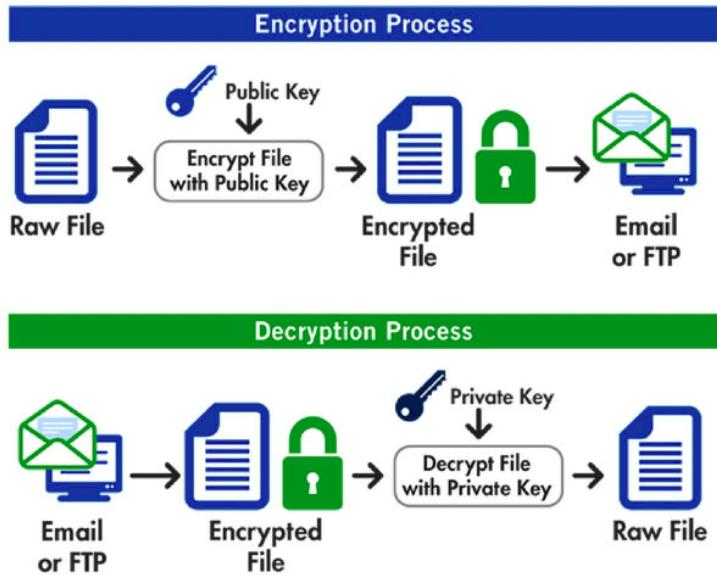 Encryption Process
Public Key
Encrypt File
with Public Key
Raw File
Encrypted
File
Email
or FTP
Decryption Process
Private Key
Decrypt File
with Private Key
Email
or FTP
Encrypted
File
Raw File